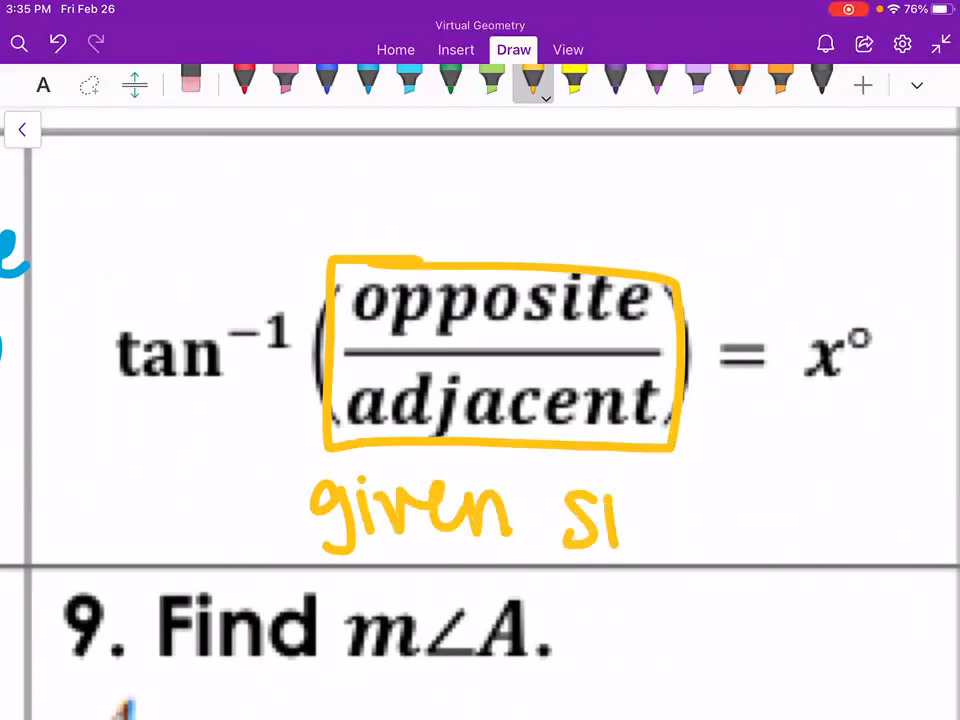 3:35 PM Fri Feb 26
76%
Virtual Geometry
Home Insert Draw View
A
tan⁻¹ (opposite/adjacent) = x°
given si
9. Find m∠A.